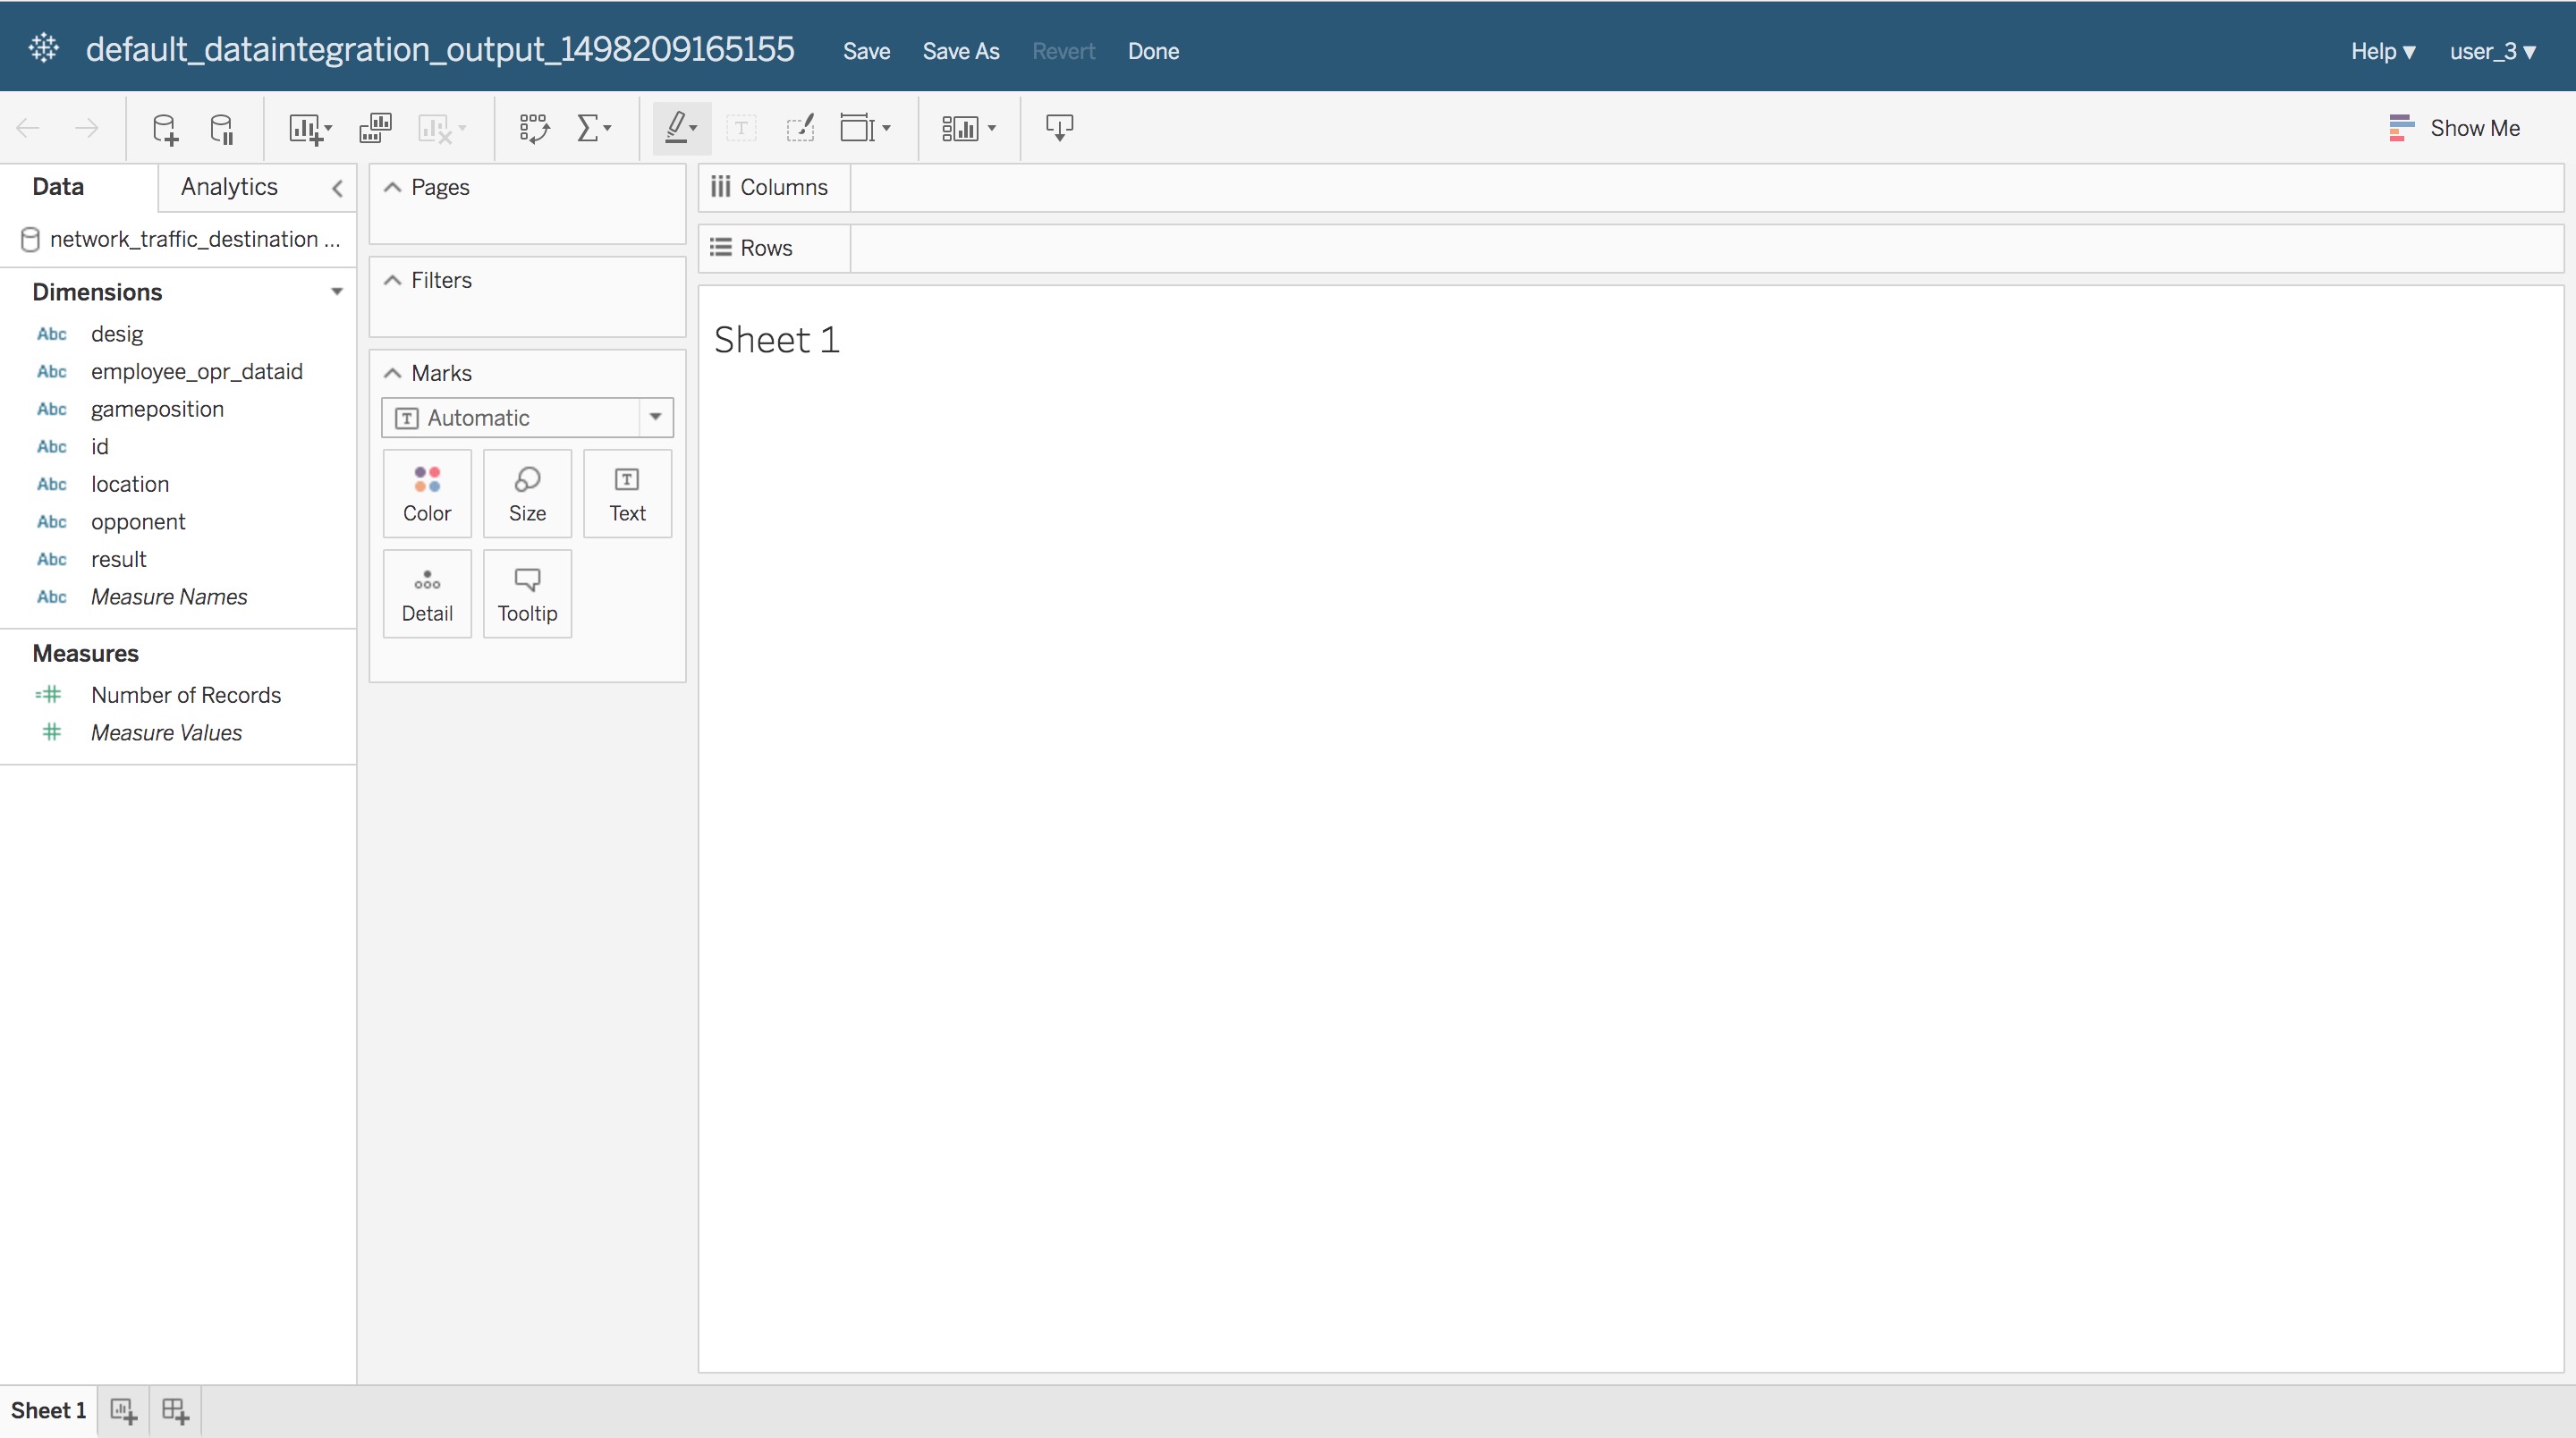 default_dataintegration_output_1498209165155 Save Save As Revert Done Help ▾ user_3 ▾
Show Me
Data Analytics
network_traffic_destination ...
Dimensions
Abc desig
Abc employee_opr_dataid
Abc gameposition
Abc id
Abc location
Abc opponent
Abc result
Abc Measure Names
Measures
=# Number of Records
# Measure Values
Pages
Filters
Marks
T Automatic
Color Size Text
Detail Tooltip
Columns
Rows
Sheet 1
Sheet 1